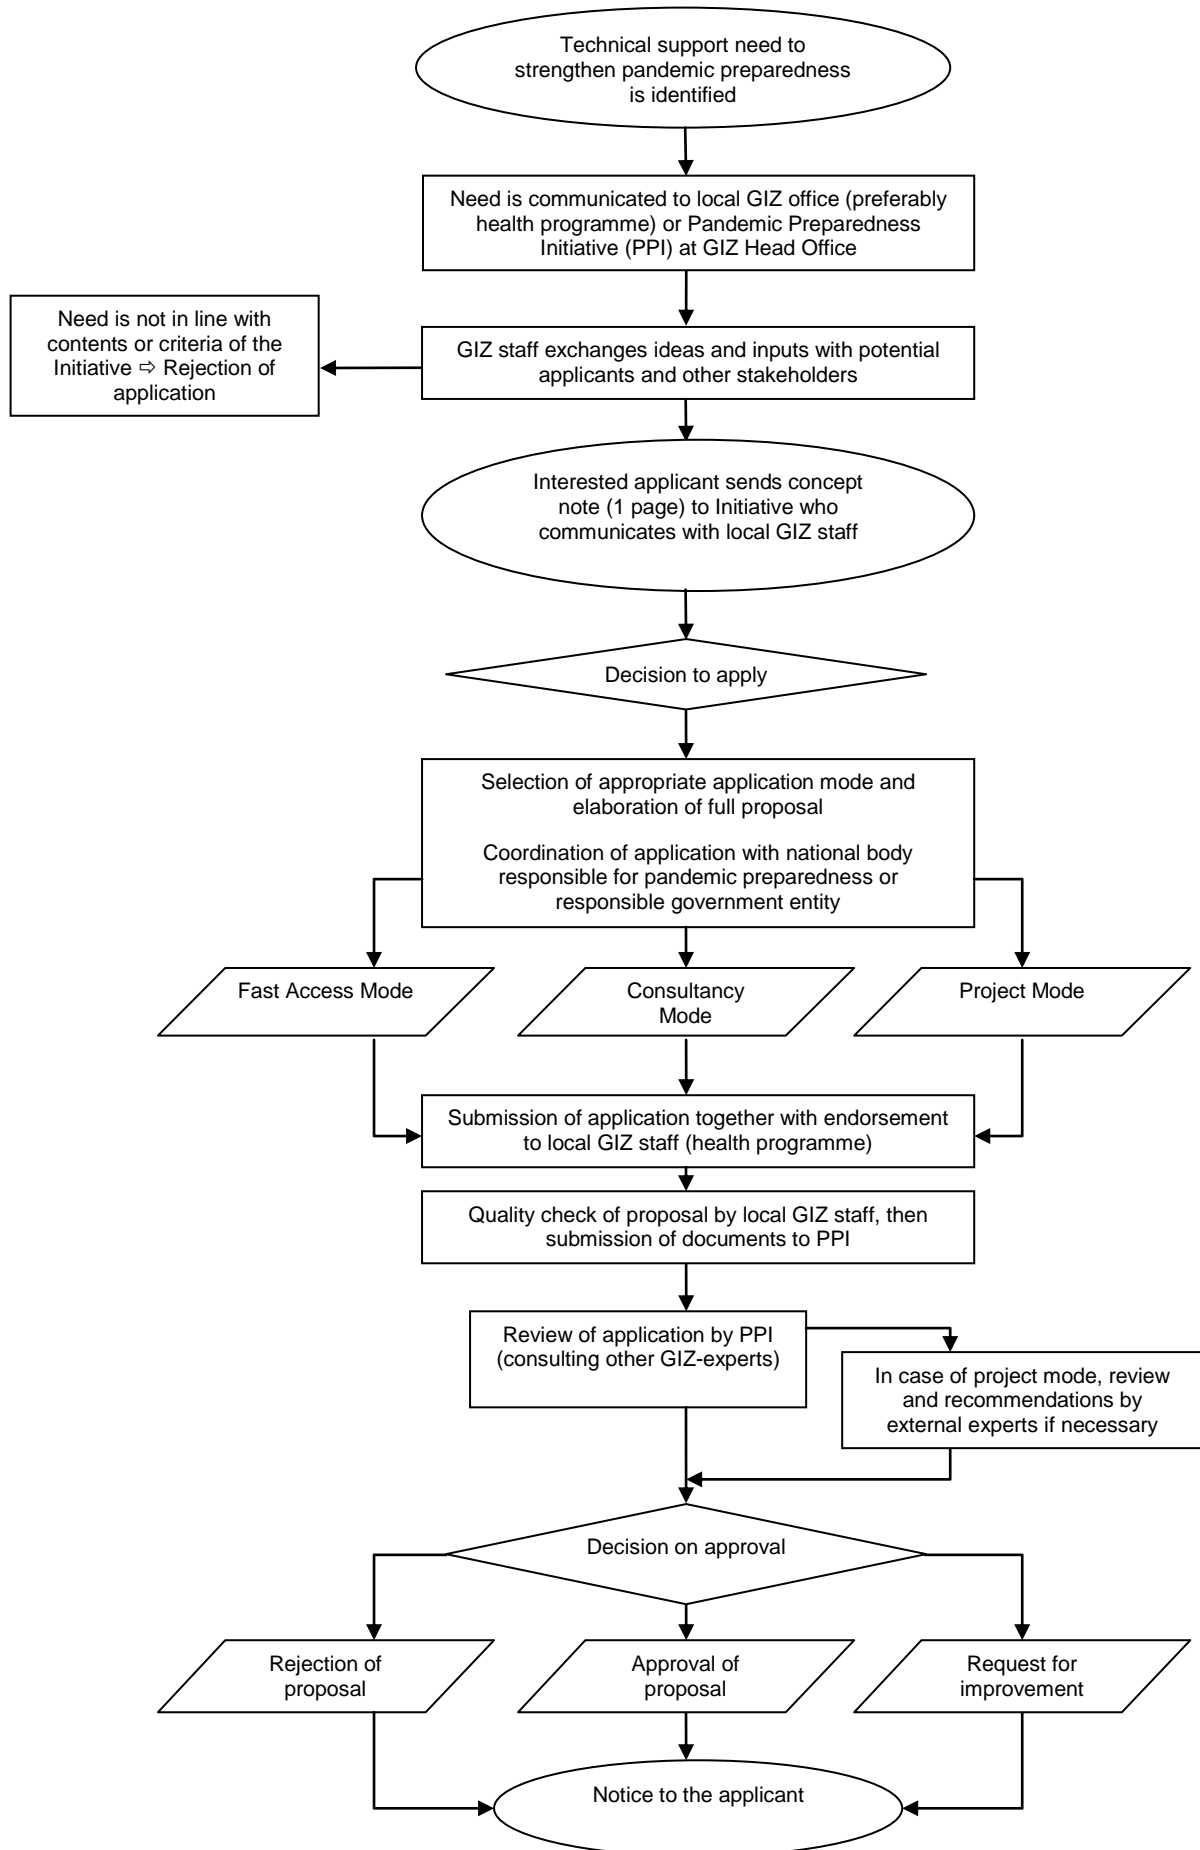 Technical support need to
strengthen pandemic preparedness
is identified
Need is communicated to local GIZ office (preferably
health programme) or Pandemic Preparedness
Initiative (PPI) at GIZ Head Office
Need is not in line with
contents or criteria of the
Initiative ⇨ Rejection of
application
GIZ staff exchanges ideas and inputs with potential
applicants and other stakeholders
Interested applicant sends concept
note (1 page) to Initiative who
communicates with local GIZ staff
Decision to apply
Selection of appropriate application mode and
elaboration of full proposal
Coordination of application with national body
responsible for pandemic preparedness or
responsible government entity
Fast Access Mode
Consultancy
Mode
Project Mode
Submission of application together with endorsement
to local GIZ staff (health programme)
Quality check of proposal by local GIZ staff, then
submission of documents to PPI
Review of application by PPI
(consulting other GIZ-experts)
In case of project mode, review
and recommendations by
external experts if necessary
Decision on approval
Rejection of
proposal
Approval of
proposal
Request for
improvement
Notice to the applicant